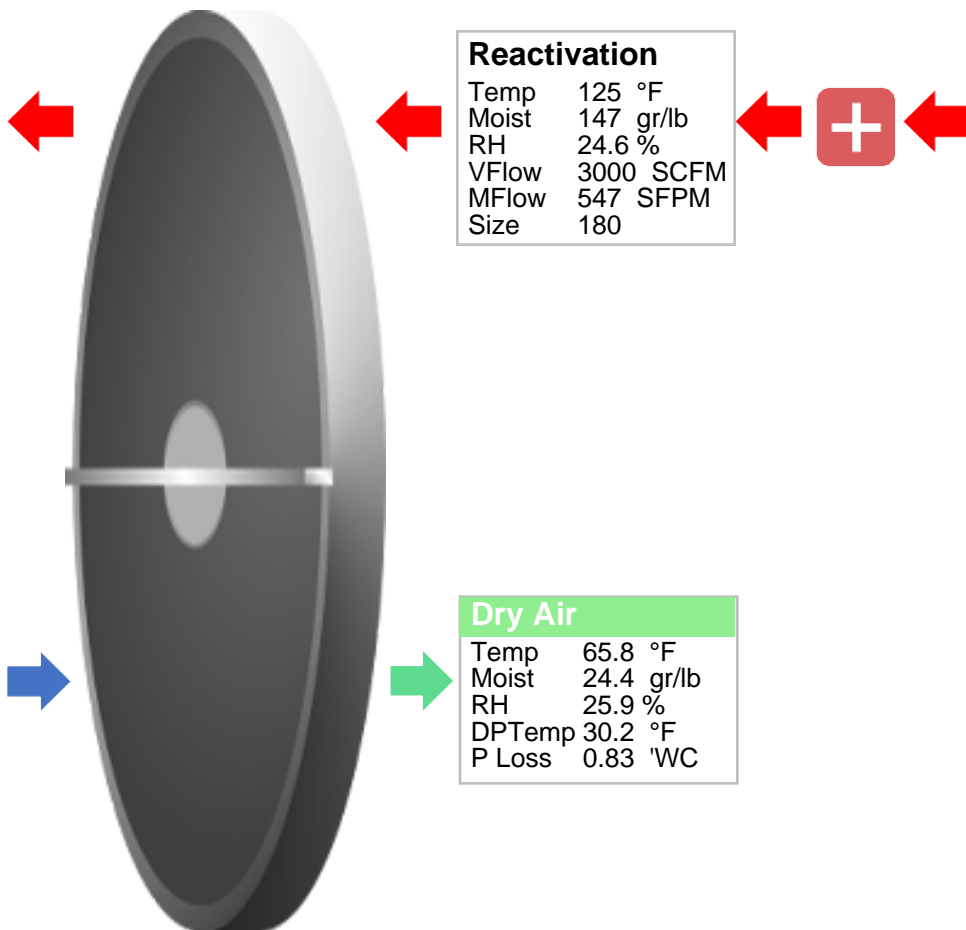 Reactivation
Temp 125 °F
Moist 147 gr/lb
RH 24.6 %
VFlow 3000 SCFM
MFlow 547 SFPM
Size 180
Dry Air
Temp 65.8 °F
Moist 24.4 gr/lb
RH 25.9 %
DPTemp 30.2 °F
P Loss 0.83 'WC